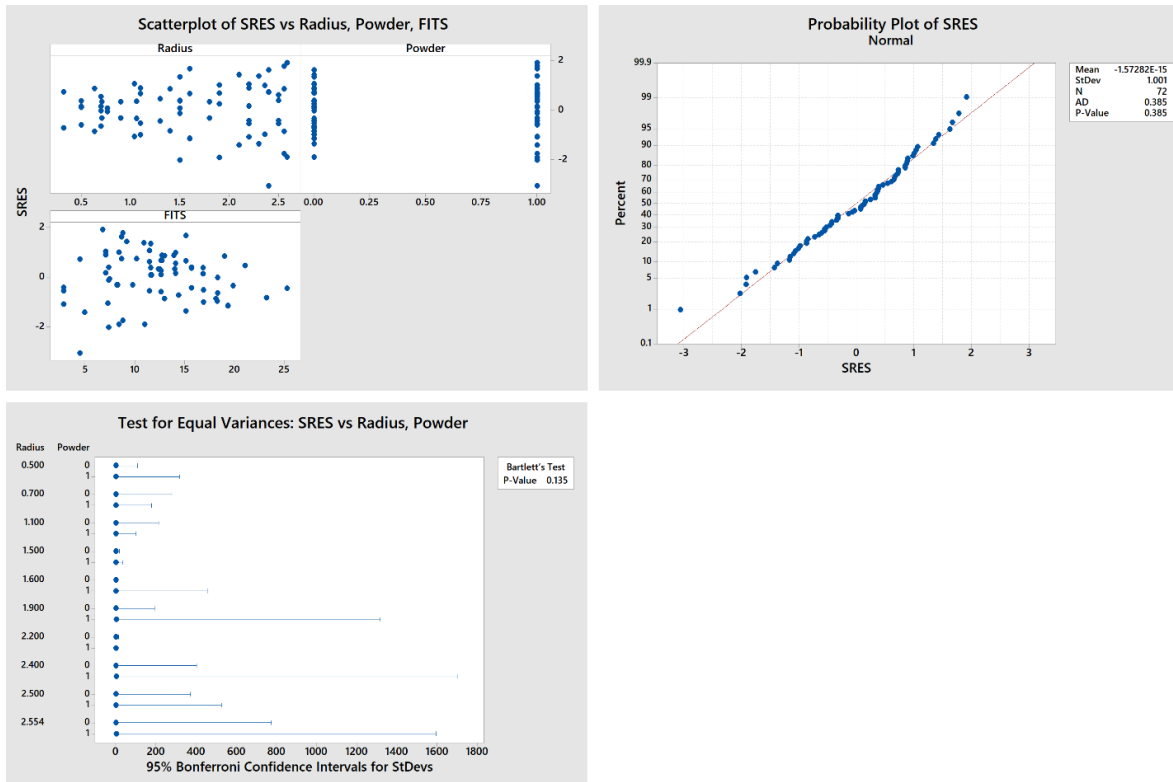 Scatterplot of SRES vs Radius, Powder, FITS
Radius
Powder
2
0
-2
0.5 1.0 1.5 2.0 2.5 0.00 0.25 0.50 0.75 1.00
SRES
FITS
2
0
-2
5 10 15 20 25
Probability Plot of SRES
Normal
99.9
99
95
90
80
70
60
50
40
30
20
10
5
1
0.1
Percent
-3 -2 -1 0 1 2 3
SRES
Mean -1.57282E-15
StDev 1.001
N 72
AD 0.385
P-Value 0.385
Test for Equal Variances: SRES vs Radius, Powder
Radius Powder
0.500 0
1
0.700 0
1
1.100 0
1
1.500 0
1
1.600 0
1
1.900 0
1
2.200 0
1
2.400 0
1
2.500 0
1
2.554 0
1
0 200 400 600 800 1000 1200 1400 1600 1800
95% Bonferroni Confidence Intervals for StDevs
Bartlett's Test
P-Value 0.135